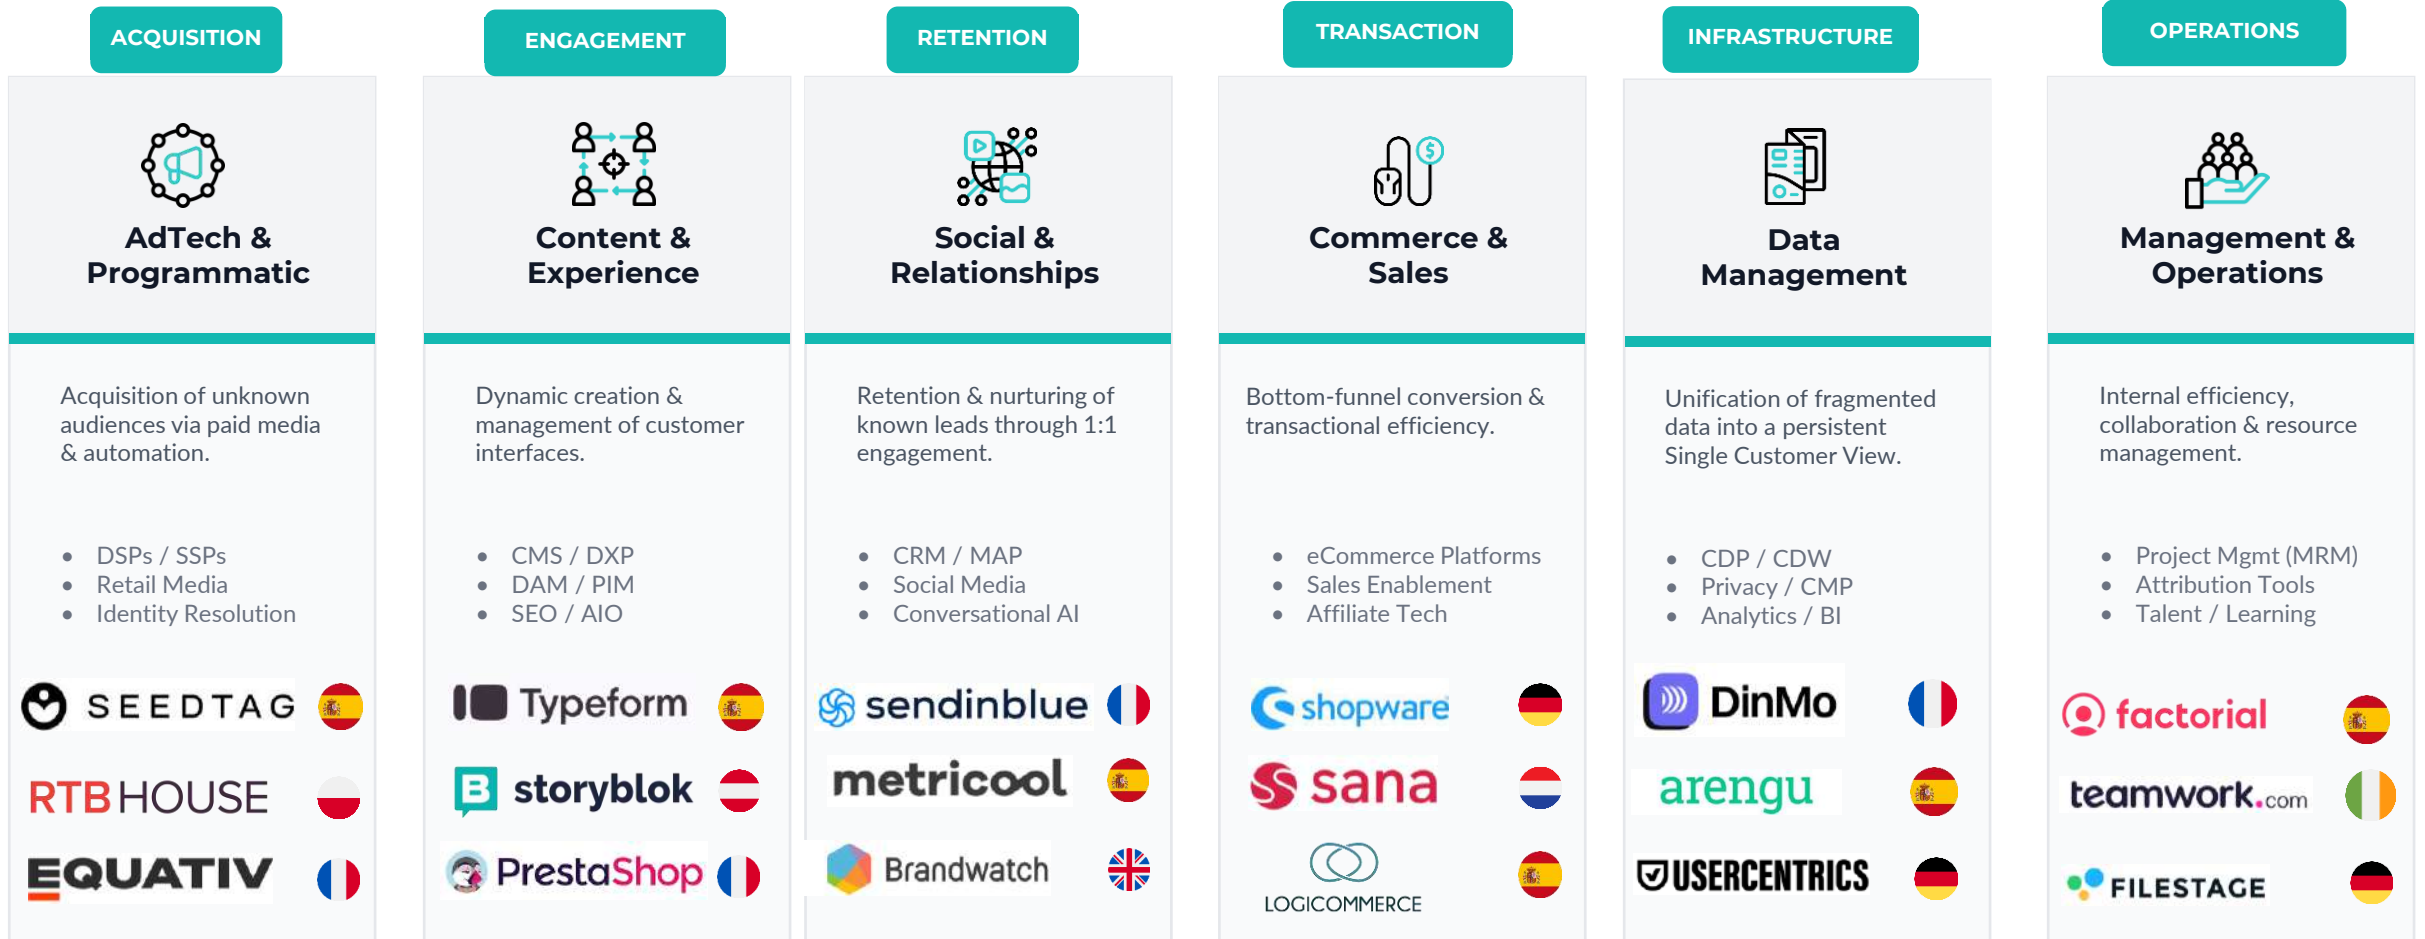 ACQUISITION
AdTech &
Programmatic
Acquisition of unknown
audiences via paid media
& automation.
• DSPs / SSPs
• Retail Media
• Identity Resolution
SEEDTAG
RTB HOUSE
EQUATIV
ENGAGEMENT
Content &
Experience
Dynamic creation &
management of customer
interfaces.
• CMS / DXP
• DAM / PIM
• SEO / AIO
Typeform
B storyblok
PrestaShop
RETENTION
Social &
Relationships
Retention & nurturing of
known leads through 1:1
engagement.
• CRM / MAP
• Social Media
• Conversational AI
sendinblue
metricool
Brandwatch
TRANSACTION
$
Commerce &
Sales
Bottom-funnel conversion &
transactional efficiency.
• eCommerce Platforms
• Sales Enablement
• Affiliate Tech
shopware
sana
LOGICOMMERCE
INFRASTRUCTURE
Data
Management
Unification of fragmented
data into a persistent
Single Customer View.
• CDP / CDW
• Privacy / CMP
• Analytics / BI
DinMo
arengu
USERCENTRICS
OPERATIONS
Management &
Operations
Internal efficiency,
collaboration & resource
management.
• Project Mgmt (MRM)
• Attribution Tools
• Talent / Learning
factorial
teamwork.com
FILESTAGE